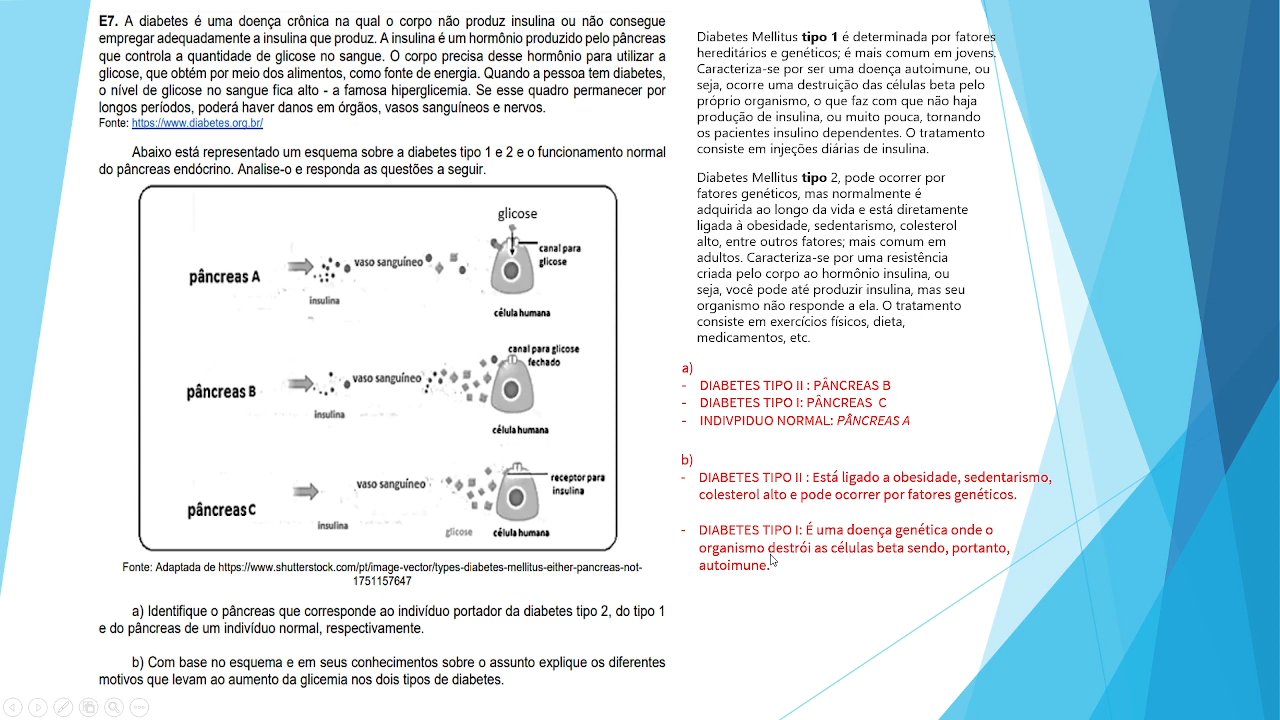 E7. A diabetes é uma doença crônica na qual o corpo não produz insulina ou não consegue
empregar adequadamente a insulina que produz. A insulina é um hormônio produzido pelo pâncreas
que controla a quantidade de glicose no sangue. O corpo precisa desse hormônio para utilizar a
glicose, que obtém por meio dos alimentos, como fonte de energia. Quando a pessoa tem diabetes,
o nível de glicose no sangue fica alto - a famosa hiperglicemia. Se esse quadro permanecer por
longos períodos, poderá haver danos em órgãos, vasos sanguíneos e nervos.
Fonte: https://www.diabetes.org.br/
Abaixo está representado um esquema sobre a diabetes tipo 1 e 2 e o funcionamento normal
do pâncreas endócrino. Analise-o e responda as questões a seguir.
glicose
canal para
glicose
vaso sanguíneo
pâncreas A
insulina
célula humana
canal para glicose
fechado
vaso sanguíneo
pâncreas B
insulina
célula humana
receptor para
insulina
vaso sanguíneo
pâncreas C
insulina
glicose
célula humana
Fonte: Adaptada de https://www.shutterstock.com/pt/image-vector/types-diabetes-mellitus-either-pancreas-not-
1751157647
a) Identifique o pâncreas que corresponde ao indivíduo portador da diabetes tipo 2, do tipo 1
e do pâncreas de um indivíduo normal, respectivamente.
b) Com base no esquema e em seus conhecimentos sobre o assunto explique os diferentes
motivos que levam ao aumento da glicemia nos dois tipos de diabetes.
Diabetes Mellitus tipo 1 é determinada por fatores
hereditários e genéticos; é mais comum em jovens.
Caracteriza-se por ser uma doença autoimune, ou
seja, ocorre uma destruição das células beta pelo
próprio organismo, o que faz com que não haja
produção de insulina, ou muito pouca, tornando
os pacientes insulino dependentes. O tratamento
consiste em injeções diárias de insulina.
Diabetes Mellitus tipo 2, pode ocorrer por
fatores genéticos, mas normalmente é
adquirida ao longo da vida e está diretamente
ligada à obesidade, sedentarismo, colesterol
alto, entre outros fatores; mais comum em
adultos. Caracteriza-se por uma resistência
criada pelo corpo ao hormônio insulina, ou
seja, você pode até produzir insulina, mas seu
organismo não responde a ela. O tratamento
consiste em exercícios físicos, dieta,
medicamentos, etc.
a)
- DIABETES TIPO II : PÂNCREAS B
- DIABETES TIPO I: PÂNCREAS C
- INDIVPIDUO NORMAL: PÂNCREAS A
b)
- DIABETES TIPO II : Está ligado a obesidade, sedentarismo,
colesterol alto e pode ocorrer por fatores genéticos.
- DIABETES TIPO I: É uma doença genética onde o
organismo destrói as células beta sendo, portanto,
autoimune.